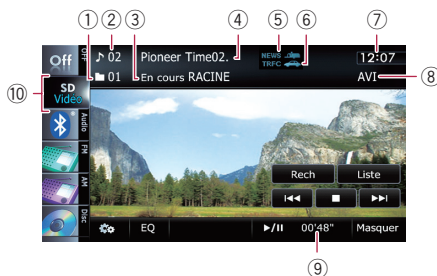 ① ② ③ ④ ⑤ ⑥ ⑦
Off
OFF
02 Pioneer Time02.
NEWS
TRFC
12:07
01 En cours RACINE
AVI
⑧
⑩
SD
Video
Audio
FM
AM
Disc
Rech Liste
EQ
00'48"
Masquer
⑨